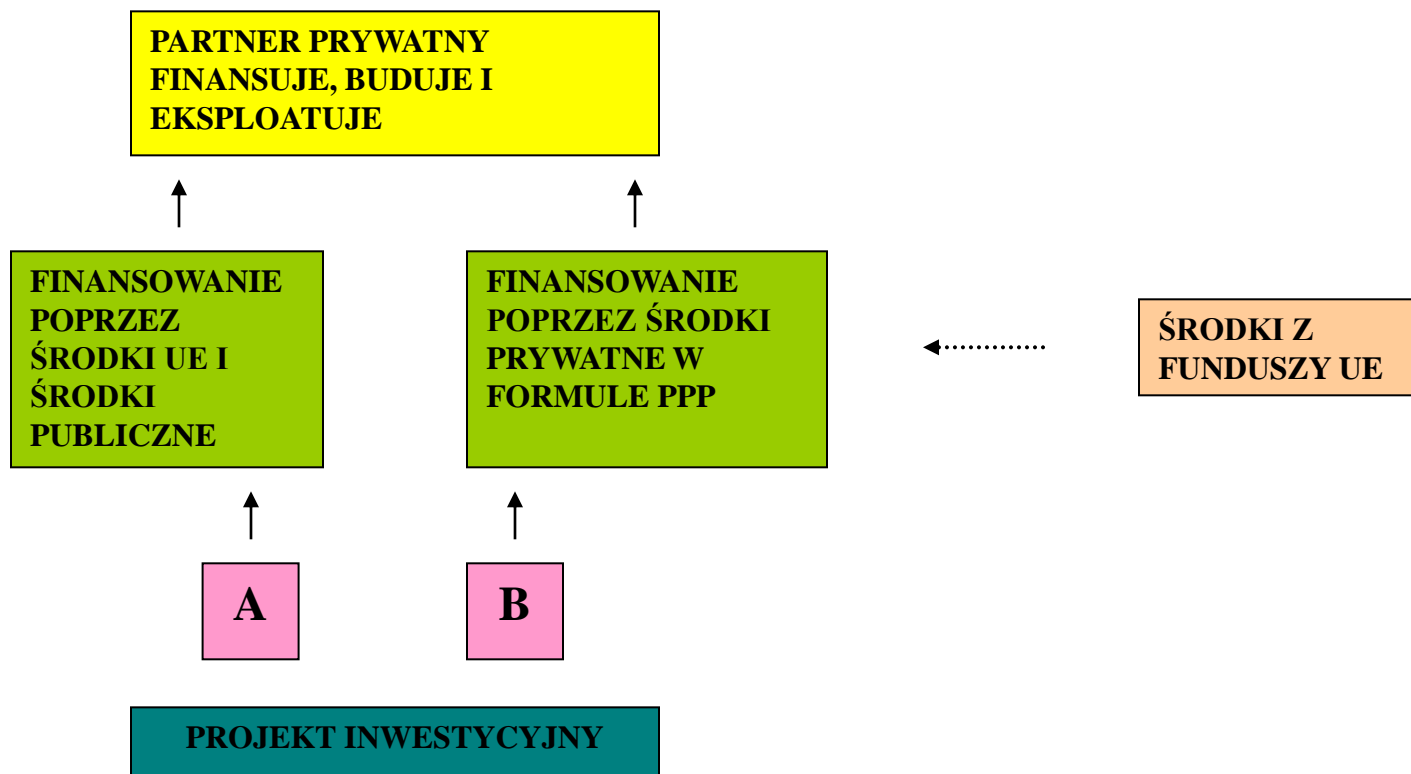 PARTNER PRYWATNY
FINANSUJE, BUDUJE I
EKSPLOATUJE
FINANSOWANIE
POPRZEZ
ŚRODKI UE I
ŚRODKI
PUBLICZNE
FINANSOWANIE
POPRZEZ ŚRODKI
PRYWATNE W
FORMULE PPP
ŚRODKI Z
FUNDUSZY UE
A
B
PROJEKT INWESTYCYJNY